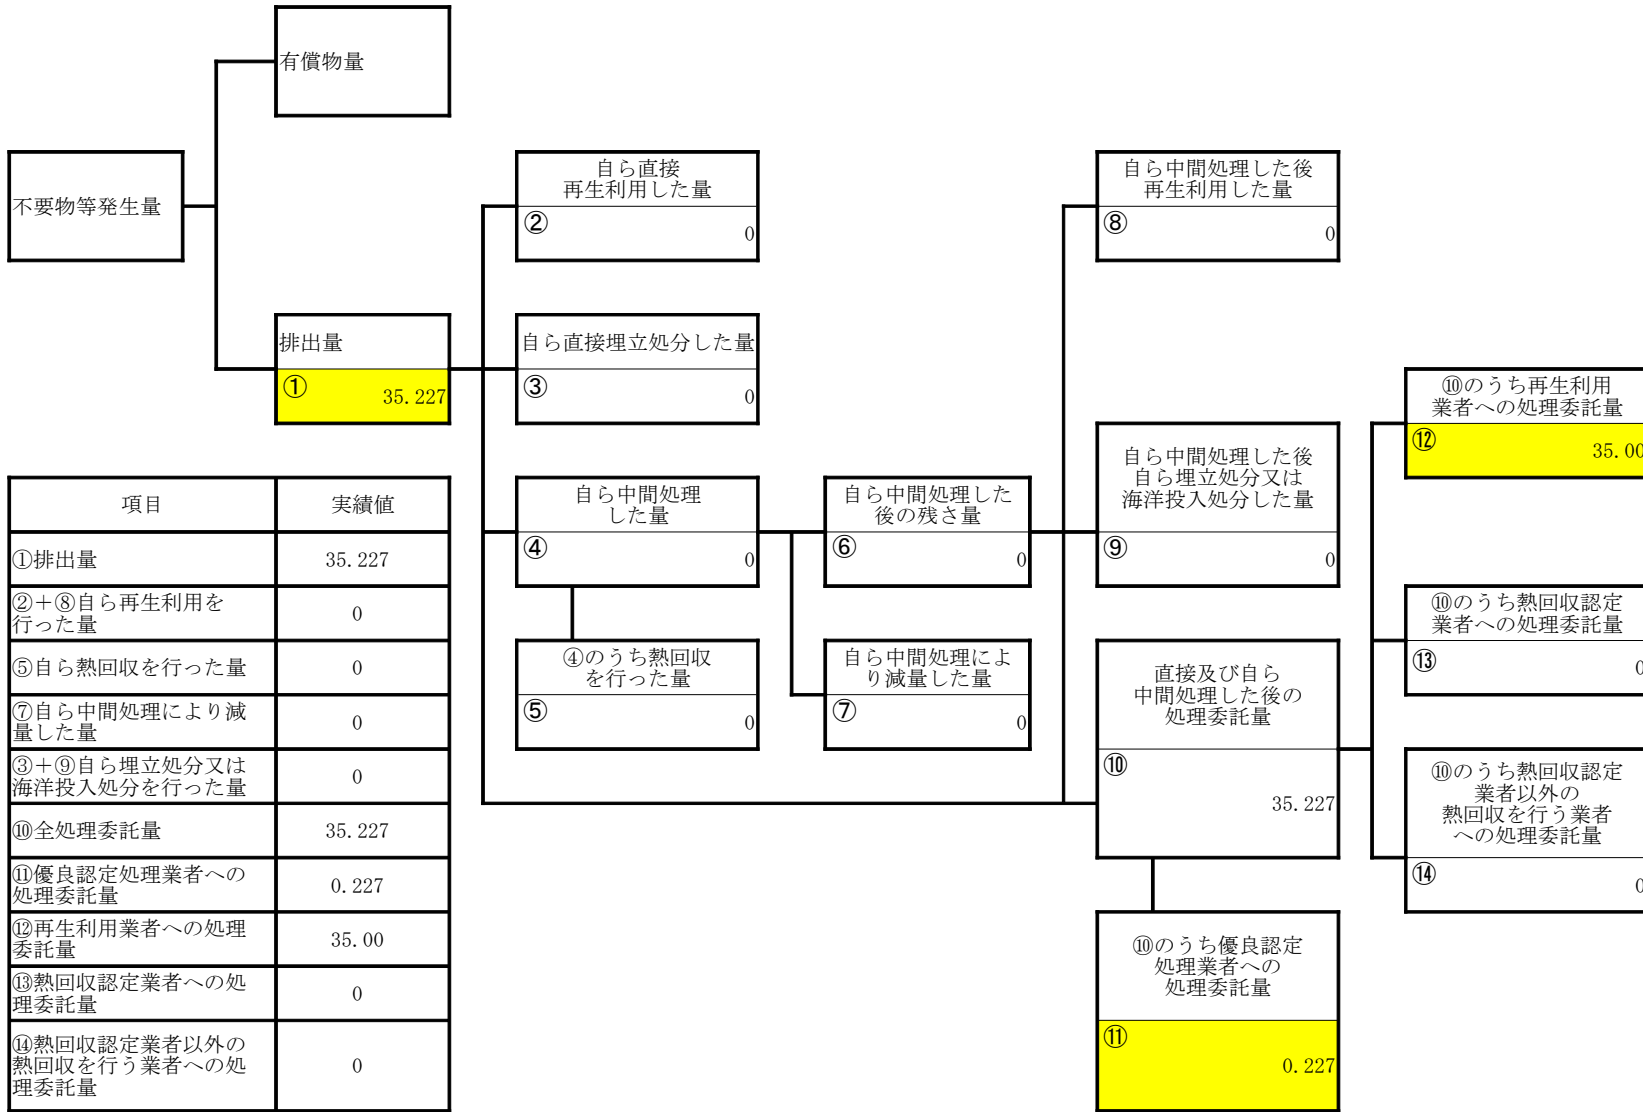 有償物量
不要物等発生量
排出量
①
35.227
自ら直接
再生利用した量
②
0
自ら直接埋立処分した量
③
0
自ら中間処理
した量
④
0
④のうち熱回収
を行った量
⑤
0
自ら中間処理した
後の残さ量
⑥
0
自ら中間処理によ
り減量した量
⑦
0
自ら中間処理した後
再生利用した量
⑧
0
自ら中間処理した後
自ら埋立処分又は
海洋投入処分した量
⑨
0
直接及び自ら
中間処理した後の
処理委託量
⑩
35.227
⑩のうち優良認定
処理業者への
処理委託量
⑪
0.227
⑩のうち再生利用
業者への処理委託量
⑫
35.00
⑩のうち熱回収認定
業者への処理委託量
⑬
0
⑩のうち熱回収認定
業者以外の
熱回収を行う業者
への処理委託量
⑭
0
項目 実績値
①排出量 35.227
②+⑧自ら再生利用を
行った量 0
⑤自ら熱回収を行った量 0
⑦自ら中間処理により減
量した量 0
③+⑨自ら埋立処分又は
海洋投入処分を行った量 0
⑩全処理委託量 35.227
⑪優良認定処理業者への
処理委託量 0.227
⑫再生利用業者への処理
委託量 35.00
⑬熱回収認定業者への処
理委託量 0
⑭熱回収認定業者以外の
熱回収を行う業者への処
理委託量 0